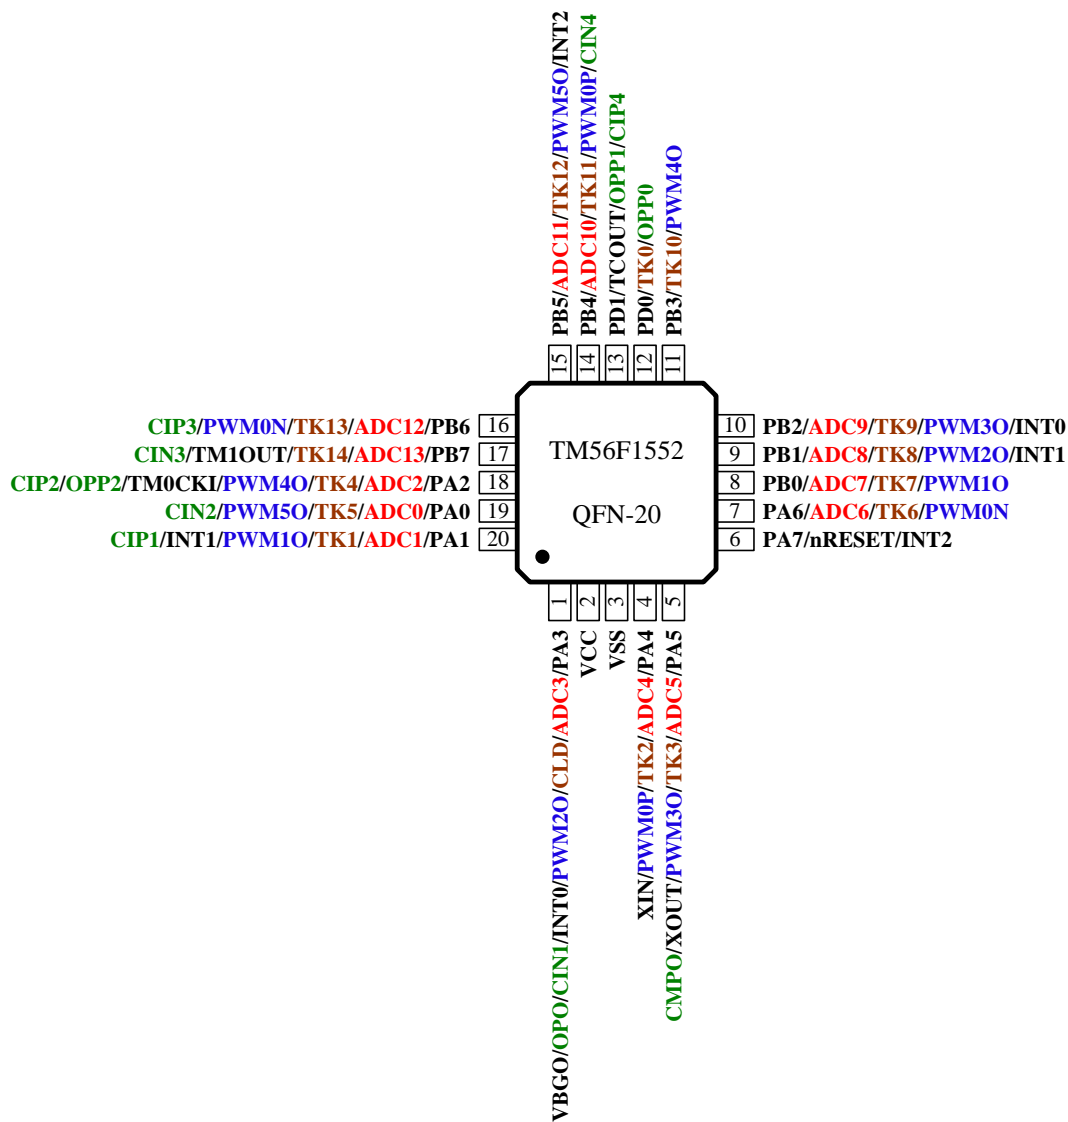 PB5/ADC11/TK12/PWM5O/INT2
PB4/ADC10/TK11/PWM0P/CIN4
PD1/TCOUT/OPP1/CIP4
PD0/TK0/OPP0
PB3/TK10/PWM4O
15
14
13
12
11
CIP3/PWM0N/TK13/ADC12/PB6 16
CIN3/TM1OUT/TK14/ADC13/PB7 17
CIP2/OPP2/TM0CKI/PWM4O/TK4/ADC2/PA2 18
CIN2/PWM5O/TK5/ADC0/PA0 19
CIP1/INT1/PWM1O/TK1/ADC1/PA1 20
TM56F1552
QFN-20
10 PB2/ADC9/TK9/PWM3O/INT0
9 PB1/ADC8/TK8/PWM2O/INT1
8 PB0/ADC7/TK7/PWM1O
7 PA6/ADC6/TK6/PWM0N
6 PA7/nRESET/INT2
1
2
3
4
5
VBGO/OPO/CIN1/INT0/PWM2O/CLD/ADC3/PA3
VCC
VSS
XIN/PWM0P/TK2/ADC4/PA4
CMPO/XOUT/PWM3O/TK3/ADC5/PA5